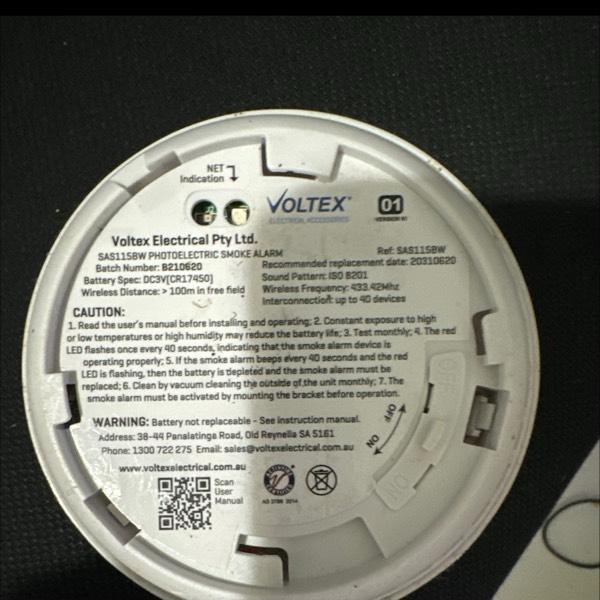 NET
Indication
VOLTEX
ELECTRICAL ACCESSORIES
01
VERSION 01
Voltex Electrical Pty Ltd.
SAS115BW PHOTOELECTRIC SMOKE ALARM
Ref: SAS115BW
Batch Number: B210620
Recommended replacement date: 20310620
Battery Spec: DC3V(CR17450)
Sound Pattern: ISO 8201
Wireless Distance: > 100m in free field
Wireless Frequency: 433.42Mhz
Interconnection: up to 40 devices
CAUTION:
1. Read the user's manual before installing and operating; 2. Constant exposure to high
or low temperatures or high humidity may reduce the battery life; 3. Test monthly; 4. The red
LED flashes once every 40 seconds, indicating that the smoke alarm device is
operating properly; 5. If the smoke alarm beeps every 40 seconds and the red
LED is flashing, then the battery is depleted and the smoke alarm must be
replaced; 6. Clean by vacuum cleaning the outside of the unit monthly; 7. The
smoke alarm must be activated by mounting the bracket before operation.
WARNING: Battery not replaceable - See instruction manual.
Address: 38-44 Panalatinga Road, Old Reynella SA 5161
Phone: 1300 722 275 Email: sales@voltexelectrical.com.au
www.voltexelectrical.com.au
OFF
ON
Scan
User
Manual
AS 3786 2014